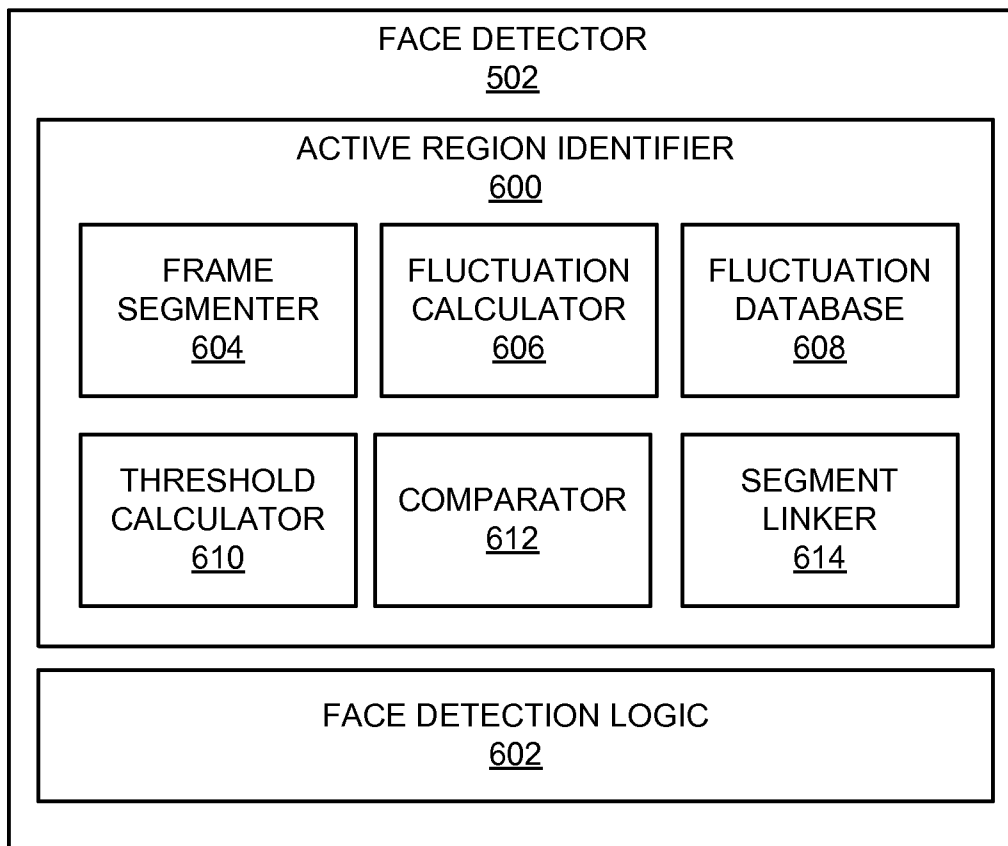 FACE DETECTOR
502
ACTIVE REGION IDENTIFIER
600
FRAME
SEGMENTER
604
FLUCTUATION
CALCULATOR
606
FLUCTUATION
DATABASE
608
THRESHOLD
CALCULATOR
610
COMPARATOR
612
SEGMENT
LINKER
614
FACE DETECTION LOGIC
602